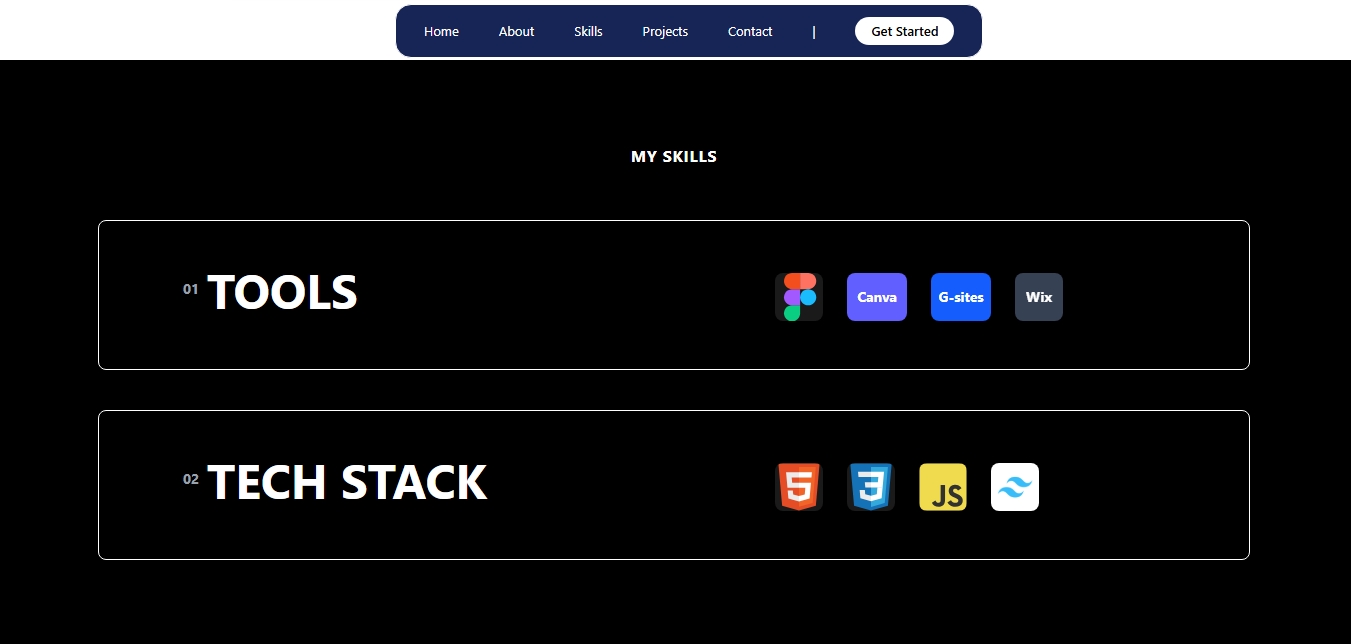 Home About Skills Projects Contact | Get Started
MY SKILLS
01 TOOLS
Canva G-sites Wix
02 TECH STACK
5 3 JS